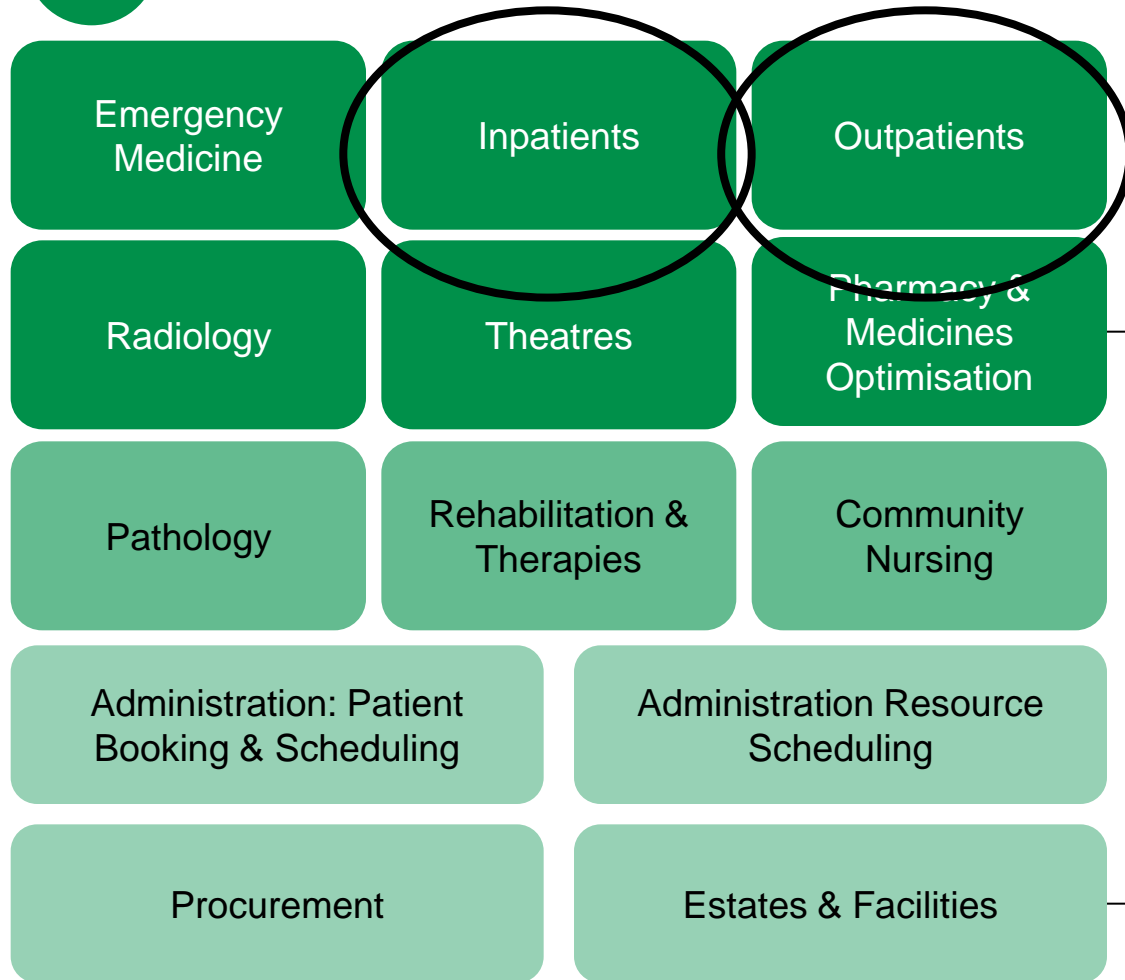 Emergency
Medicine
Inpatients
Outpatients
Radiology
Theatres
Pharmacy &
Medicines
Optimisation
Pathology
Rehabilitation &
Therapies
Community
Nursing
Administration: Patient
Booking & Scheduling
Administration Resource
Scheduling
Procurement
Estates & Facilities